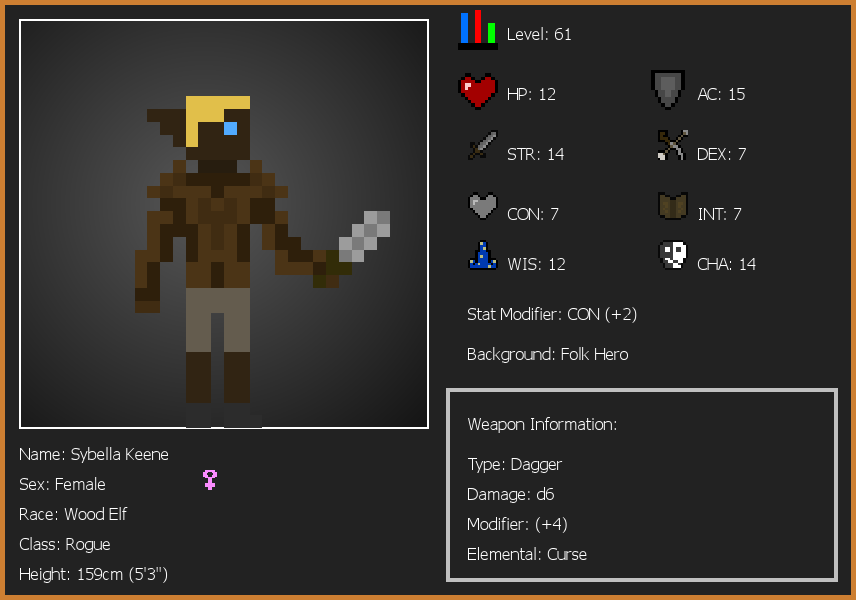 Level: 61
HP: 12
AC: 15
STR: 14
DEX: 7
CON: 7
INT: 7
WIS: 12
CHA: 14
Stat Modifier: CON (+2)
Background: Folk Hero
Weapon Information:
Type: Dagger
Damage: d6
Modifier: (+4)
Elemental: Curse
Name: Sybella Keene
Sex: Female
Race: Wood Elf
Class: Rogue
Height: 159cm (5'3")